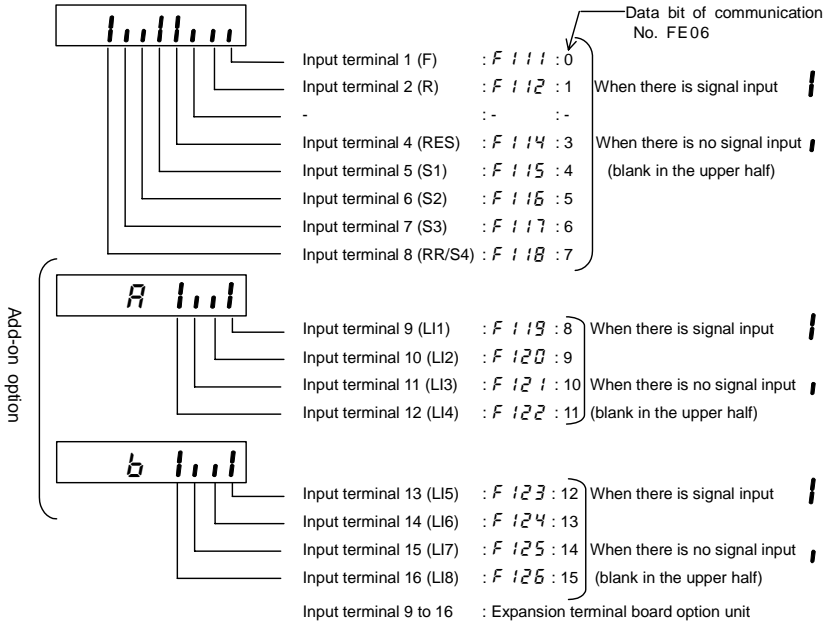 Data bit of communication
No. FE06
1ıı11ııı
Input terminal 1 (F) : F111 : 0
Input terminal 2 (R) : F112 : 1 When there is signal input 1
- : - : -
Input terminal 4 (RES) : F114 : 3 When there is no signal input ı
Input terminal 5 (S1) : F115 : 4 (blank in the upper half)
Input terminal 6 (S2) : F116 : 5
Input terminal 7 (S3) : F117 : 6
Input terminal 8 (RR/S4) : F118 : 7
Add-on option
A 1ıı1
Input terminal 9 (LI1) : F119 : 8 When there is signal input 1
Input terminal 10 (LI2) : F120 : 9
Input terminal 11 (LI3) : F121 : 10 When there is no signal input ı
Input terminal 12 (LI4) : F122 : 11 (blank in the upper half)
b 1ıı1
Input terminal 13 (LI5) : F123 : 12 When there is signal input 1
Input terminal 14 (LI6) : F124 : 13
Input terminal 15 (LI7) : F125 : 14 When there is no signal input ı
Input terminal 16 (LI8) : F126 : 15 (blank in the upper half)
Input terminal 9 to 16 : Expansion terminal board option unit